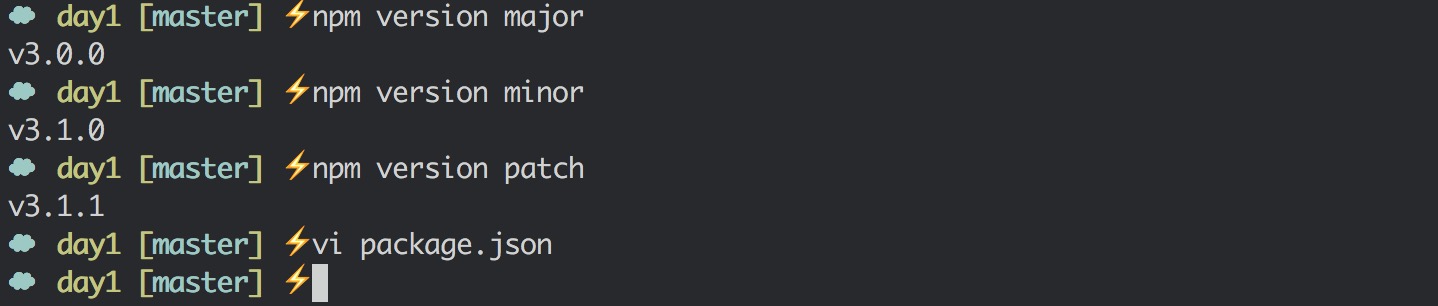 ☁ day1 [master] ⚡npm version major
v3.0.0
☁ day1 [master] ⚡npm version minor
v3.1.0
☁ day1 [master] ⚡npm version patch
v3.1.1
☁ day1 [master] ⚡vi package.json
☁ day1 [master] ⚡